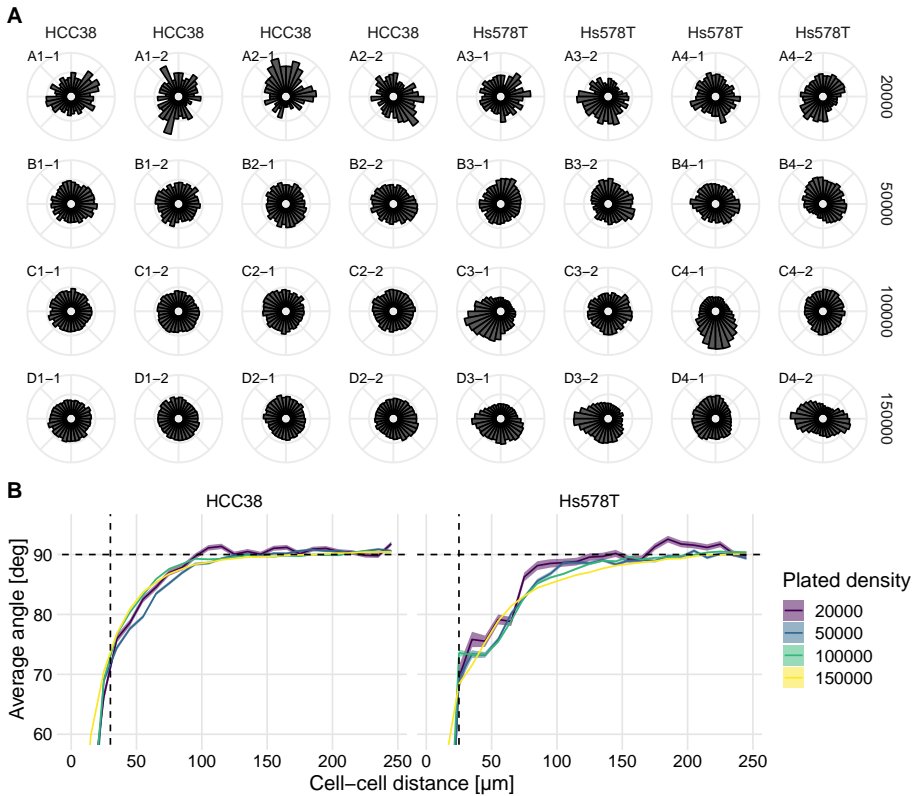 A
HCC38 HCC38 HCC38 HCC38 Hs578T Hs578T Hs578T Hs578T
A1−1 A1−2 A2−1 A2−2 A3−1 A3−2 A4−1 A4−2
20000
B1−1 B1−2 B2−1 B2−2 B3−1 B3−2 B4−1 B4−2
50000
C1−1 C1−2 C2−1 C2−2 C3−1 C3−2 C4−1 C4−2
100000
D1−1 D1−2 D2−1 D2−2 D3−1 D3−2 D4−1 D4−2
150000
B
HCC38 Hs578T
Average angle [deg]
90
80
70
60
0 50 100 150 200 250 0 50 100 150 200 250
Cell−cell distance [µm]
Plated density
20000
50000
100000
150000